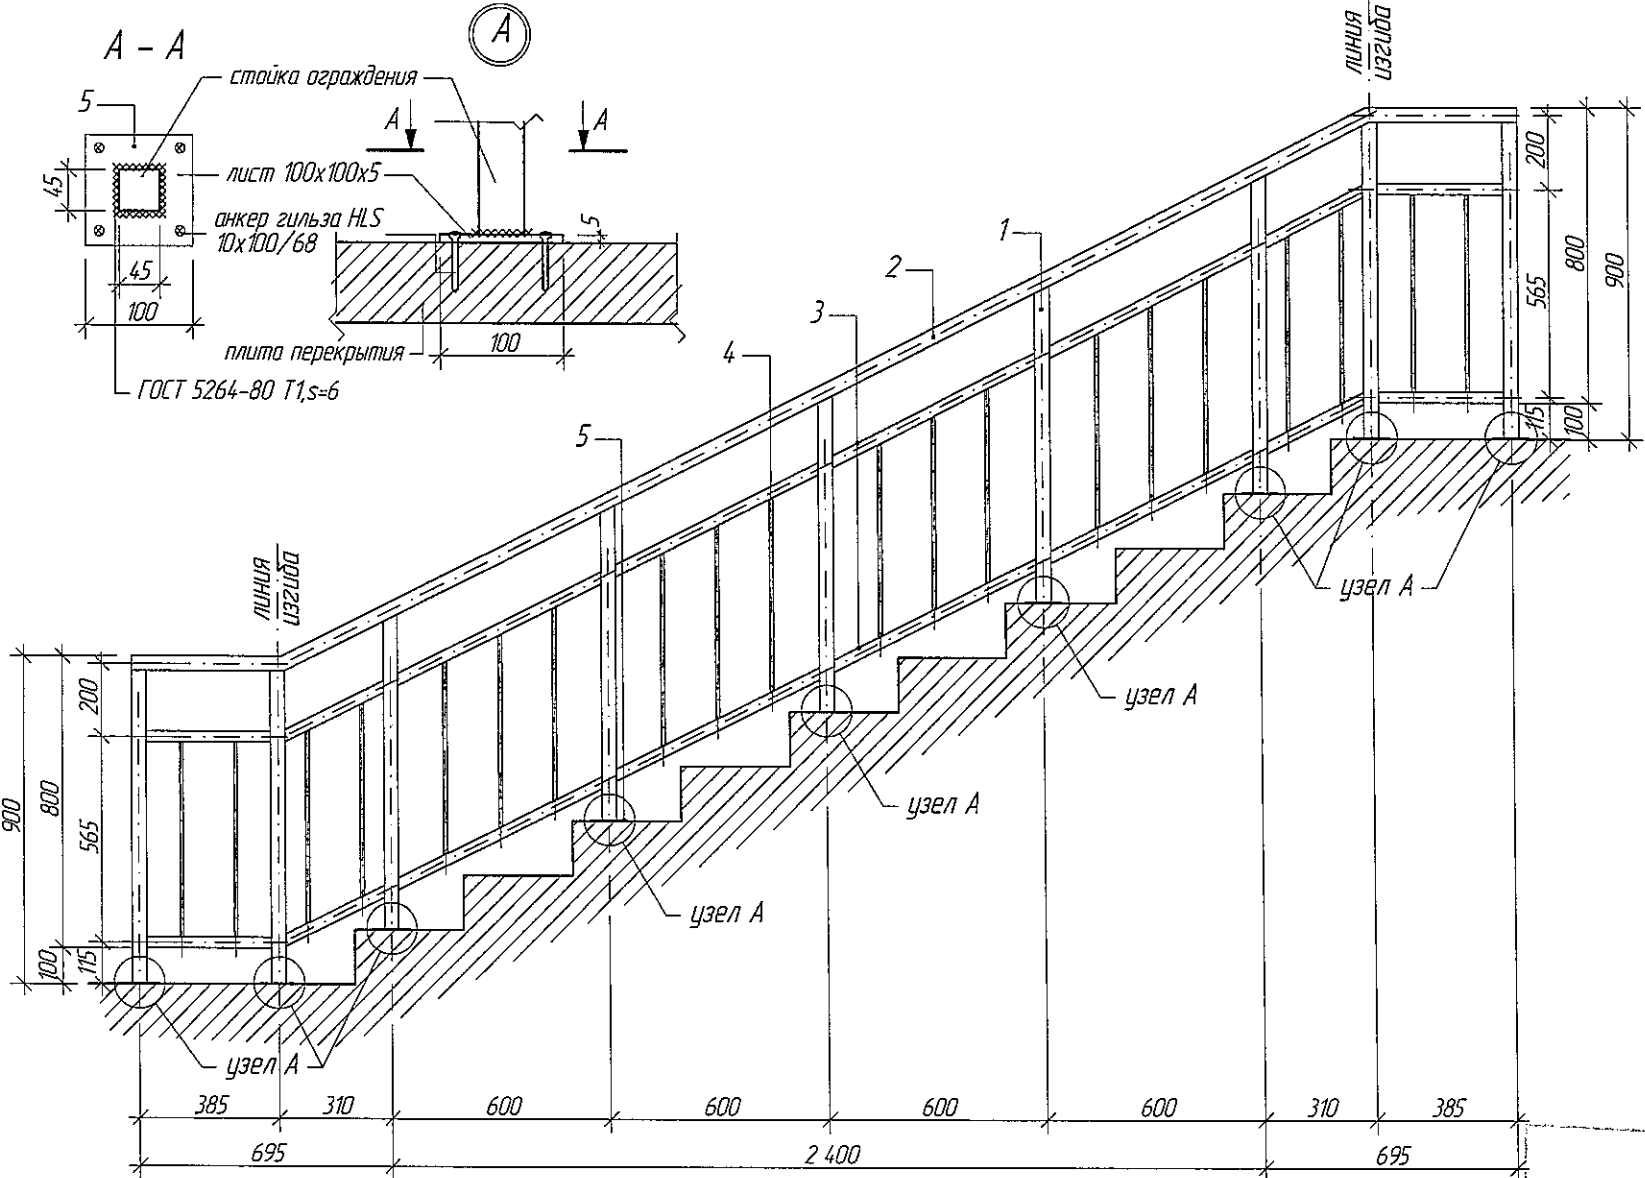 А – А
А
стойка ограждения
5
А
А
лист 100х100х5
45
5
анкер гильза HLS
10х100/68
45
100
плита перекрытия
100
ГОСТ 5264-80 Т1,s=6
линия
изгиба
1
2
3
4
5
200
565
115
800
100
900
узел А
узел А
узел А
узел А
узел А
линия
изгиба
900
800
100
200
565
115
385
310
600
600
600
600
310
385
695
2 400
695